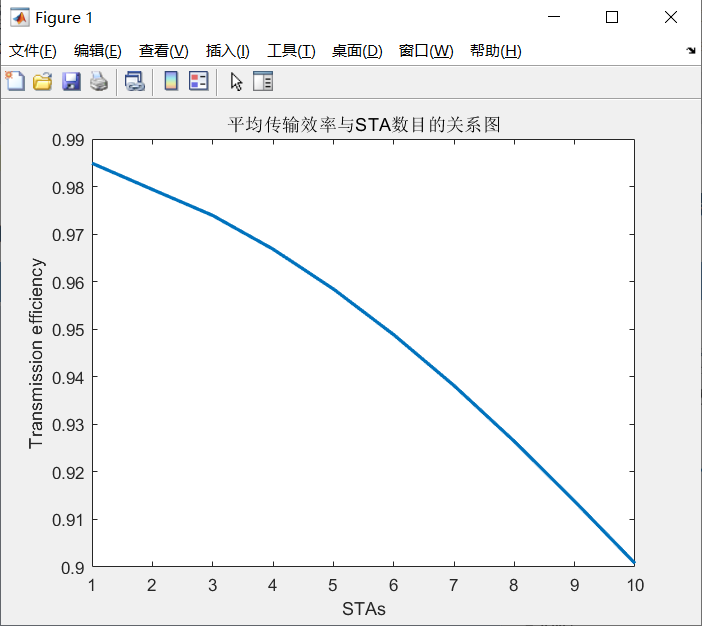 Figure 1
文件(F) 编辑(E) 查看(V) 插入(I) 工具(T) 桌面(D) 窗口(W) 帮助(H)
平均传输效率与STA数目的关系图
0.99
0.98
0.97
0.96
0.95
0.94
0.93
0.92
0.91
0.9
Transmission efficiency
1 2 3 4 5 6 7 8 9 10
STAs